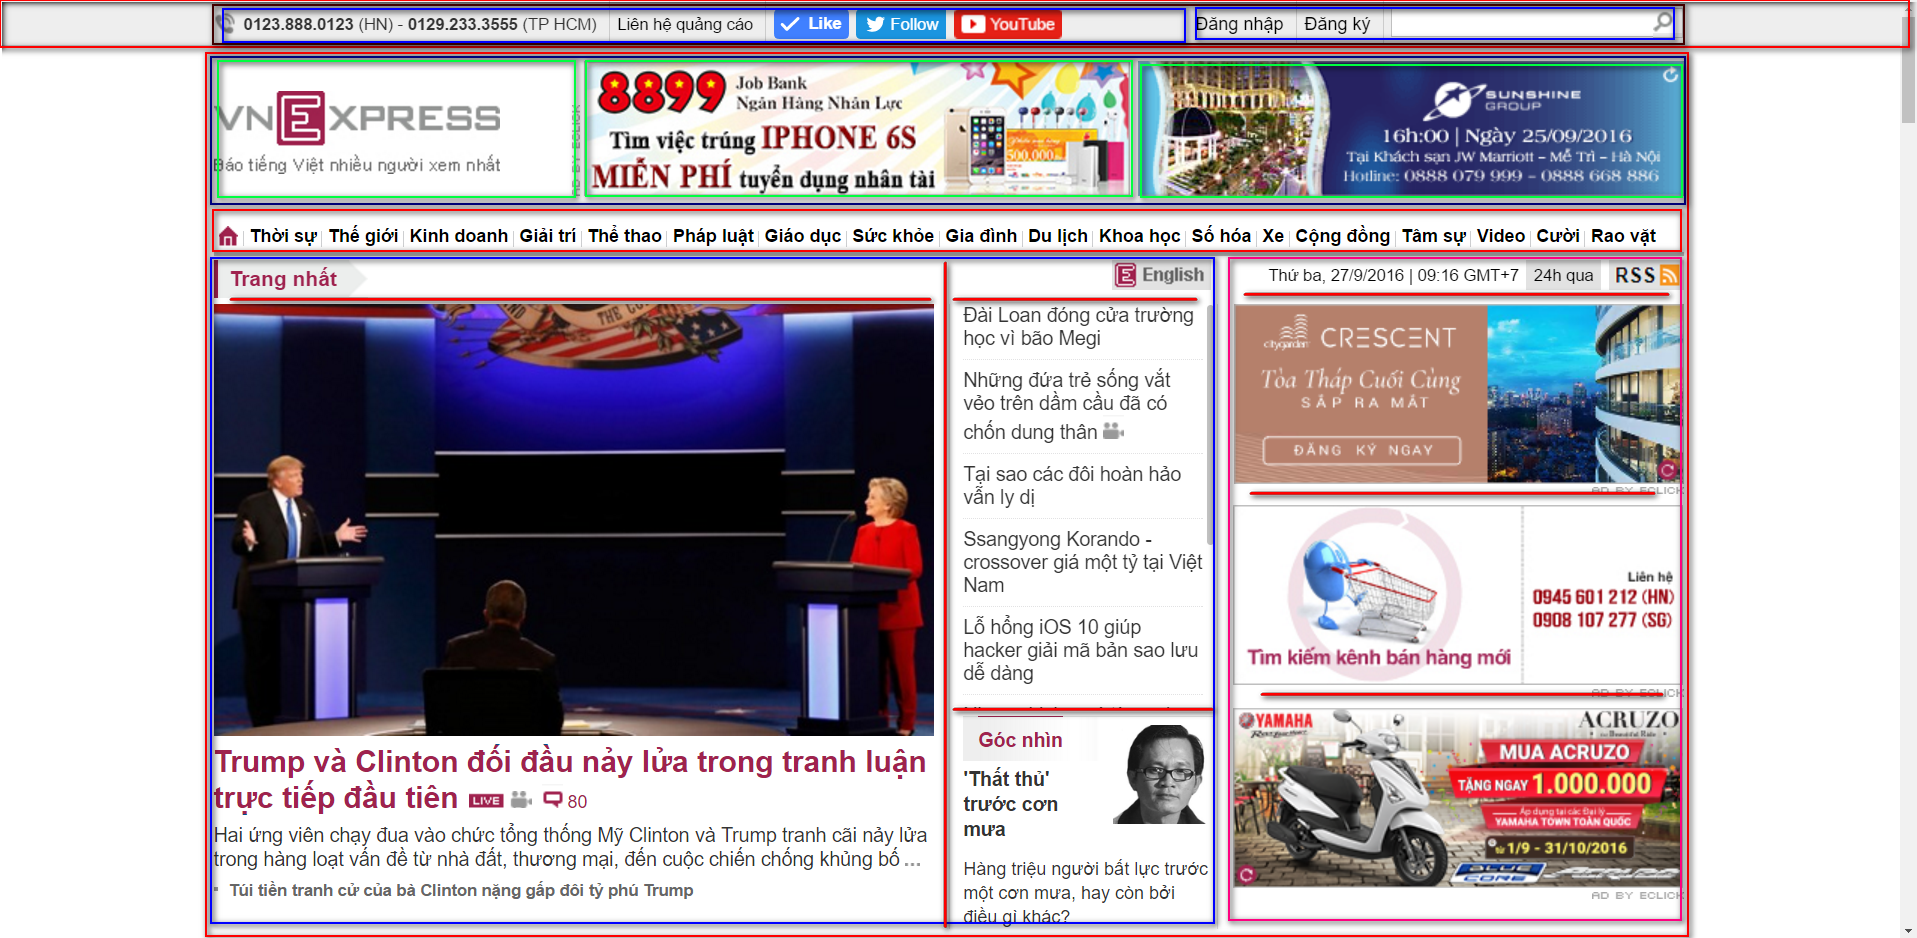 0123.888.0123 (HN) - 0129.233.3555 (TP HCM)
Liên hệ quảng cáo
Like
Follow
YouTube
Đăng nhập
Đăng ký
VNEXPRESS
Báo tiếng Việt nhiều người xem nhất
AD BY ECLICK
8899 Job Bank
Ngân Hàng Nhân Lực
Tìm việc trúng IPHONE 6S
MIỄN PHÍ tuyển dụng nhân tài
500.000
SUNSHINE
GROUP
16h:00 | Ngày 25/09/2016
Tại Khách sạn JW Marriott - Mễ Trì - Hà Nội
Hotline: 0888 079 999 - 0888 668 886
Thời sự Thế giới Kinh doanh Giải trí Thể thao Pháp luật Giáo dục Sức khỏe Gia đình Du lịch Khoa học Số hóa Xe Cộng đồng Tâm sự Video Cười Rao vặt
Trang nhất
Trump và Clinton đối đầu nảy lửa trong tranh luận
trực tiếp đầu tiên LIVE 80
Hai ứng viên chạy đua vào chức tổng thống Mỹ Clinton và Trump tranh cãi nảy lửa
trong hàng loạt vấn đề từ nhà đất, thương mại, đến cuộc chiến chống khủng bố ...
Túi tiền tranh cử của bà Clinton nặng gấp đôi tỷ phú Trump
E English
Đài Loan đóng cửa trường
học vì bão Megi
Những đứa trẻ sống vắt
vẻo trên dầm cầu đã có
chốn dung thân
Tại sao các đôi hoàn hảo
vẫn ly dị
Ssangyong Korando -
crossover giá một tỷ tại Việt
Nam
Lỗ hổng iOS 10 giúp
hacker giải mã bản sao lưu
dễ dàng
Góc nhìn
'Thất thủ'
trước cơn
mưa
Hàng triệu người bất lực trước
một cơn mưa, hay còn bởi
điều gì khác?
Thứ ba, 27/9/2016 | 09:16 GMT+7
24h qua
RSS
citygarden CRESCENT
Tòa Tháp Cuối Cùng
SẮP RA MẮT
ĐĂNG KÝ NGAY
AD BY ECLICK
Liên hệ
0945 601 212 (HN)
0908 107 277 (SG)
Tìm kiếm kênh bán hàng mới
AD BY ECLICK
YAMAHA
ACRUZO
MUA ACRUZO
TẶNG NGAY 1.000.000
Áp dụng tại các Đại lý
YAMAHA TOWN TOÀN QUỐC
từ 1/9 - 31/10/2016
BLUE CORE
AD BY ECLICK